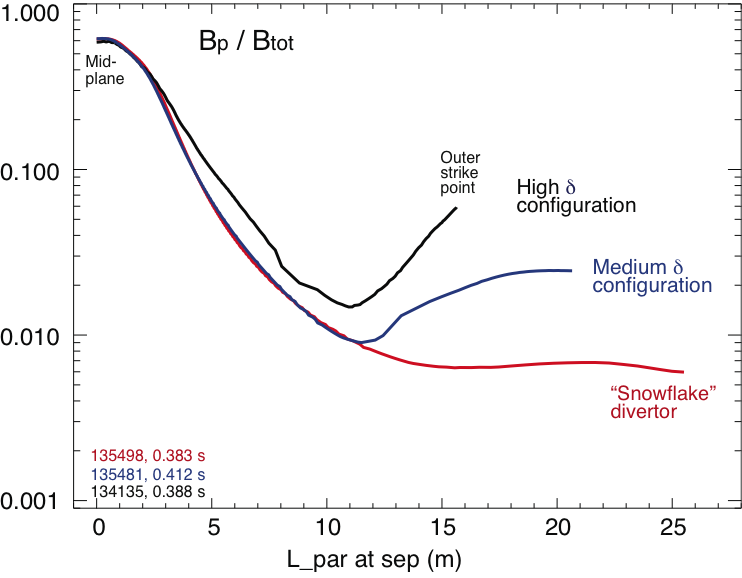 1.000
Bp / Btot
Mid-
plane
0.100
Outer
strike
point
High δ
configuration
Medium δ
configuration
0.010
“Snowflake”
divertor
135498, 0.383 s
135481, 0.412 s
134135, 0.388 s
0.001
0 5 10 15 20 25
L_par at sep (m)